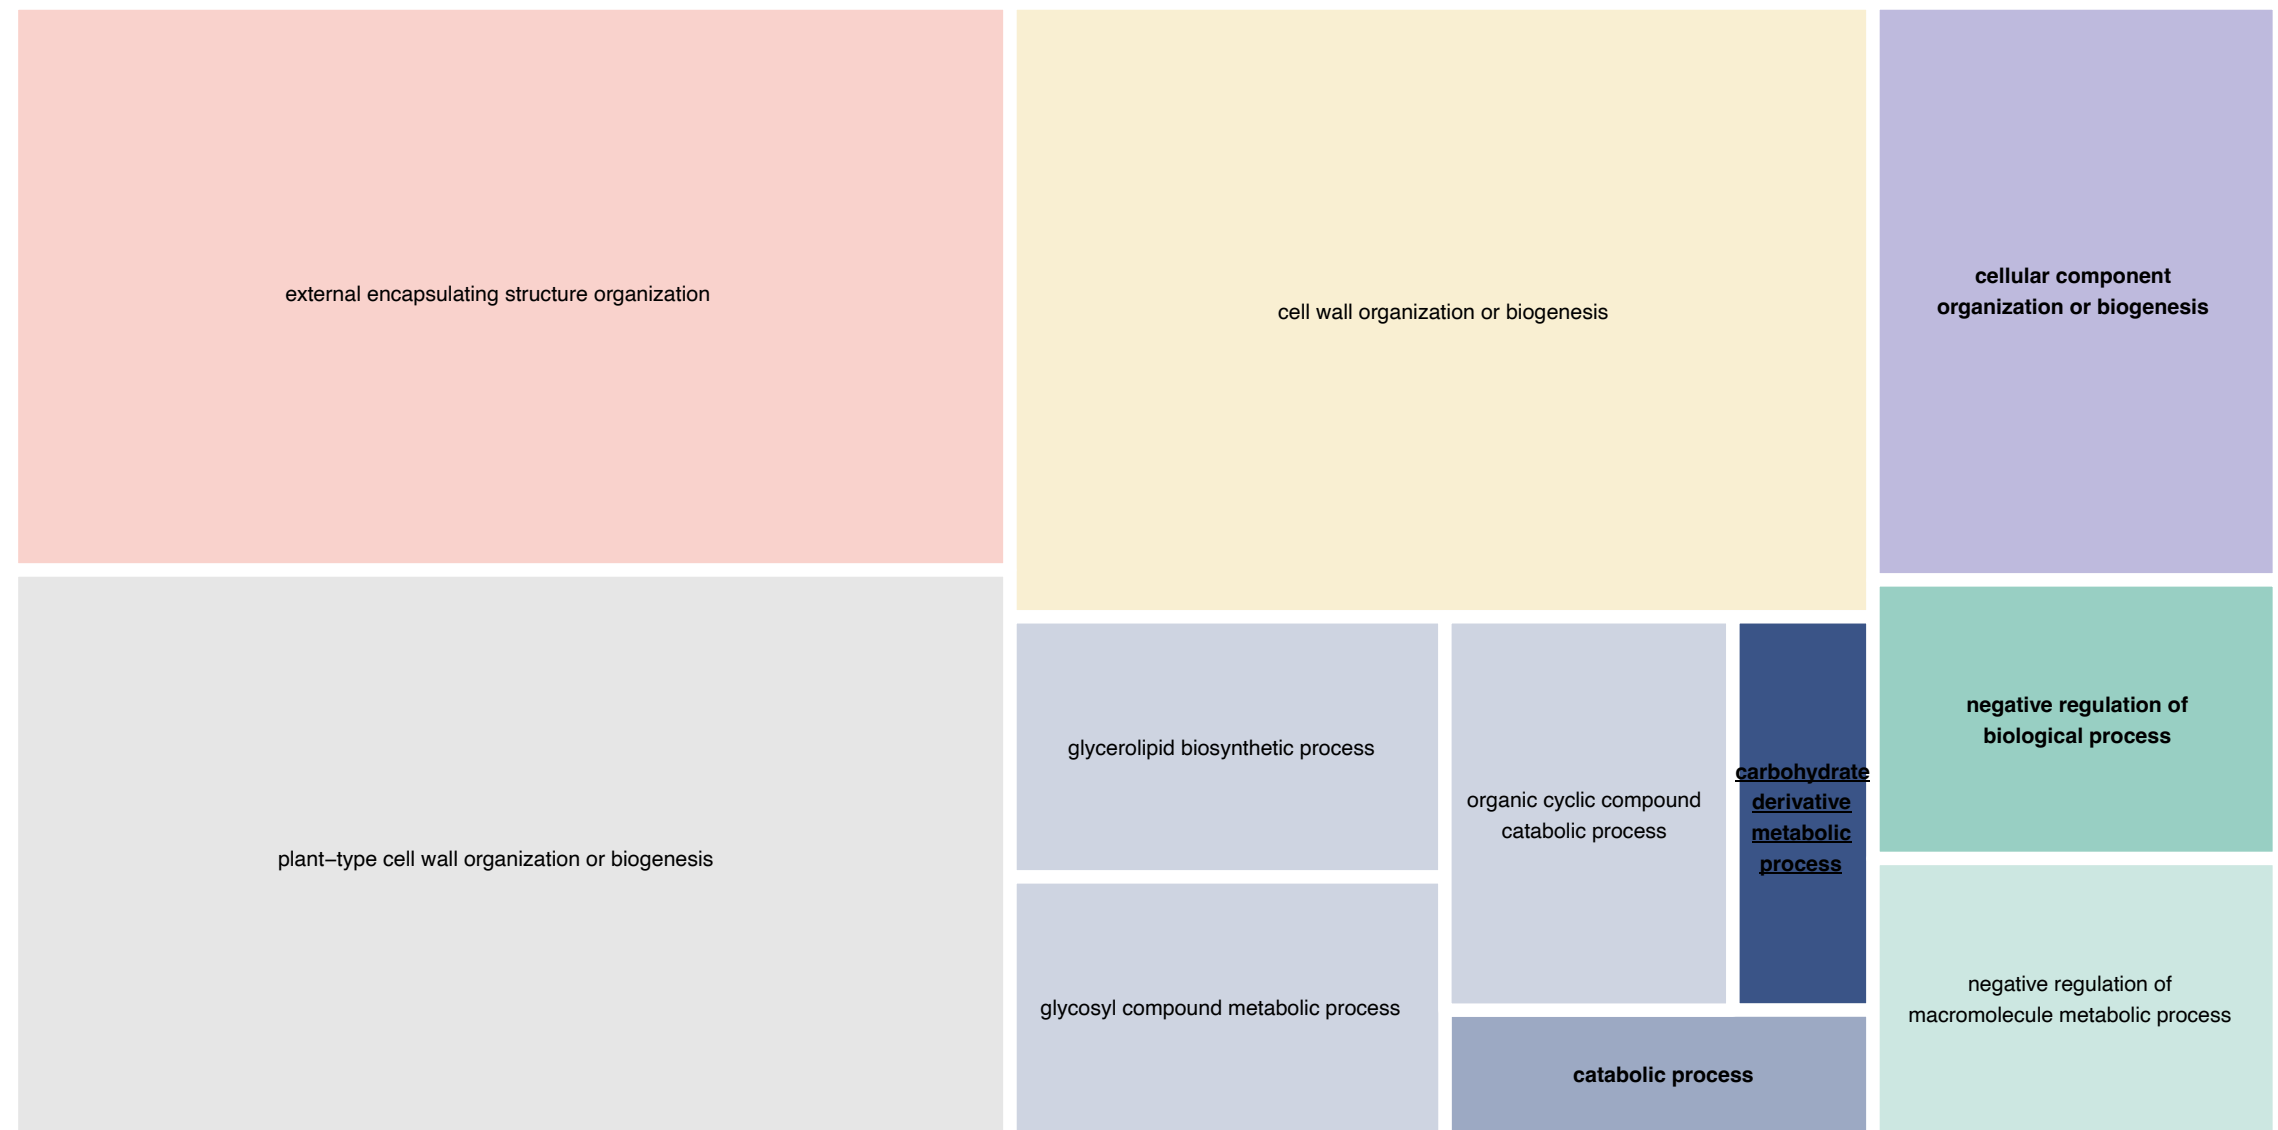 external encapsulating structure organization
plant–type cell wall organization or biogenesis
cell wall organization or biogenesis
glycerolipid biosynthetic process
glycosyl compound metabolic process
organic cyclic compound
catabolic process
carbohydrate
derivative
metabolic
process
catabolic process
cellular component
organization or biogenesis
negative regulation of
biological process
negative regulation of
macromolecule metabolic process